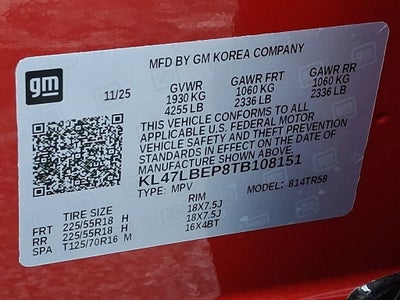 MFD BY GM KOREA COMPANY
gm
11/25
GVWR GAWR FRT GAWR RR
1930 KG 1060 KG 1060 KG
4255 LB 2336 LB 2336 LB
THIS VEHICLE CONFORMS TO ALL
APPLICABLE U.S. FEDERAL MOTOR
VEHICLE SAFETY AND THEFT PREVENTION
STANDARDS IN EFFECT ON THE DATE OF
MANUFACTURE SHOWN ABOVE.
KL47LBEP8TB108151
TYPE: MPV MODEL: 814TR58
TIRE SIZE RIM
FRT 225/55R18 H 18X7.5J
RR 225/55R18 H 18X7.5J
SPA T125/70R16 M 16X4BT